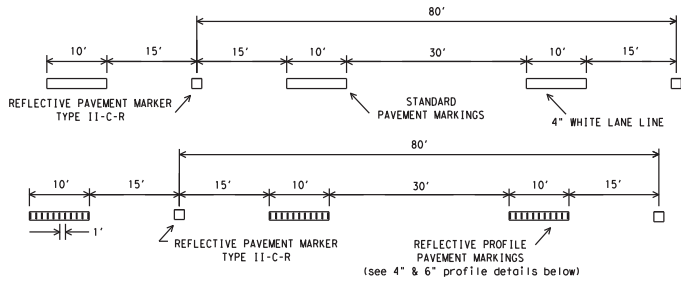 80'
10' 15' 15' 10' 30' 10' 15'
REFLECTIVE PAVEMENT MARKER
TYPE II-C-R
STANDARD
PAVEMENT MARKINGS
4" WHITE LANE LINE
80'
10' 15' 15' 10' 30' 10' 15'
1'
REFLECTIVE PAVEMENT MARKER
TYPE II-C-R
REFLECTIVE PROFILE
PAVEMENT MARKINGS
(see 4" & 6" profile details below)